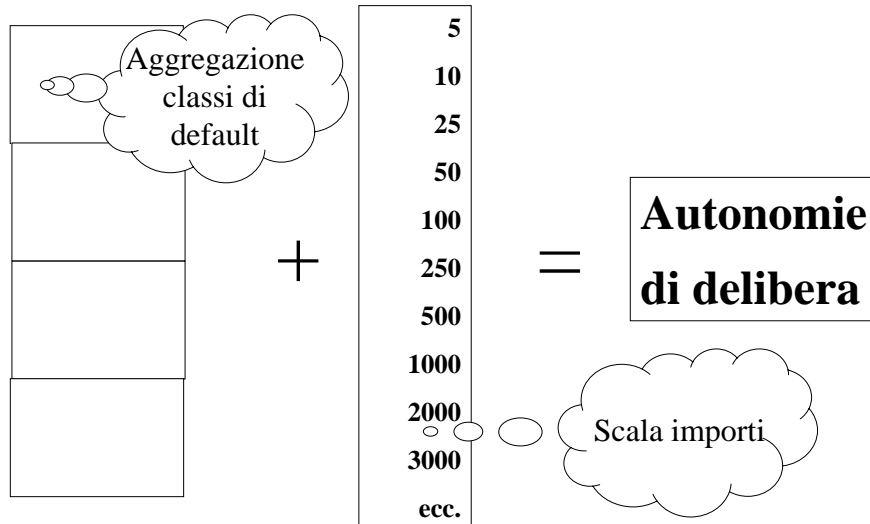 Aggregazione
classi di
default
+
5
10
25
50
100
250
500
1000
2000
3000
ecc.
=
Autonomie
di delibera
Scala importi